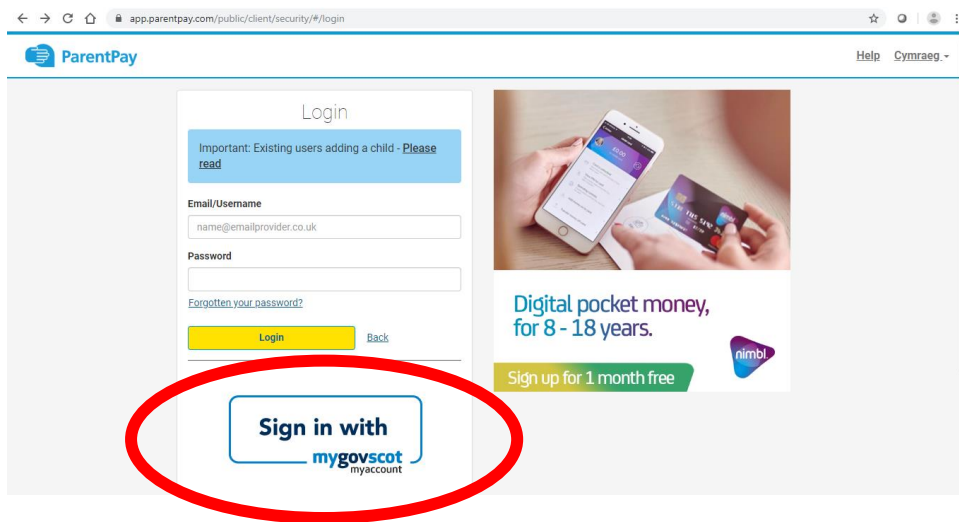 app.parentpay.com/public/client/security/#/login
ParentPay
Help Cymraeg
Login
Important: Existing users adding a child - Please
read
Email/Username
name@emailprovider.co.uk
Password
Forgotten your password?
Login Back
Sign in with
mygovscot
myaccount
Digital pocket money,
for 8 - 18 years.
nimbl.
Sign up for 1 month free